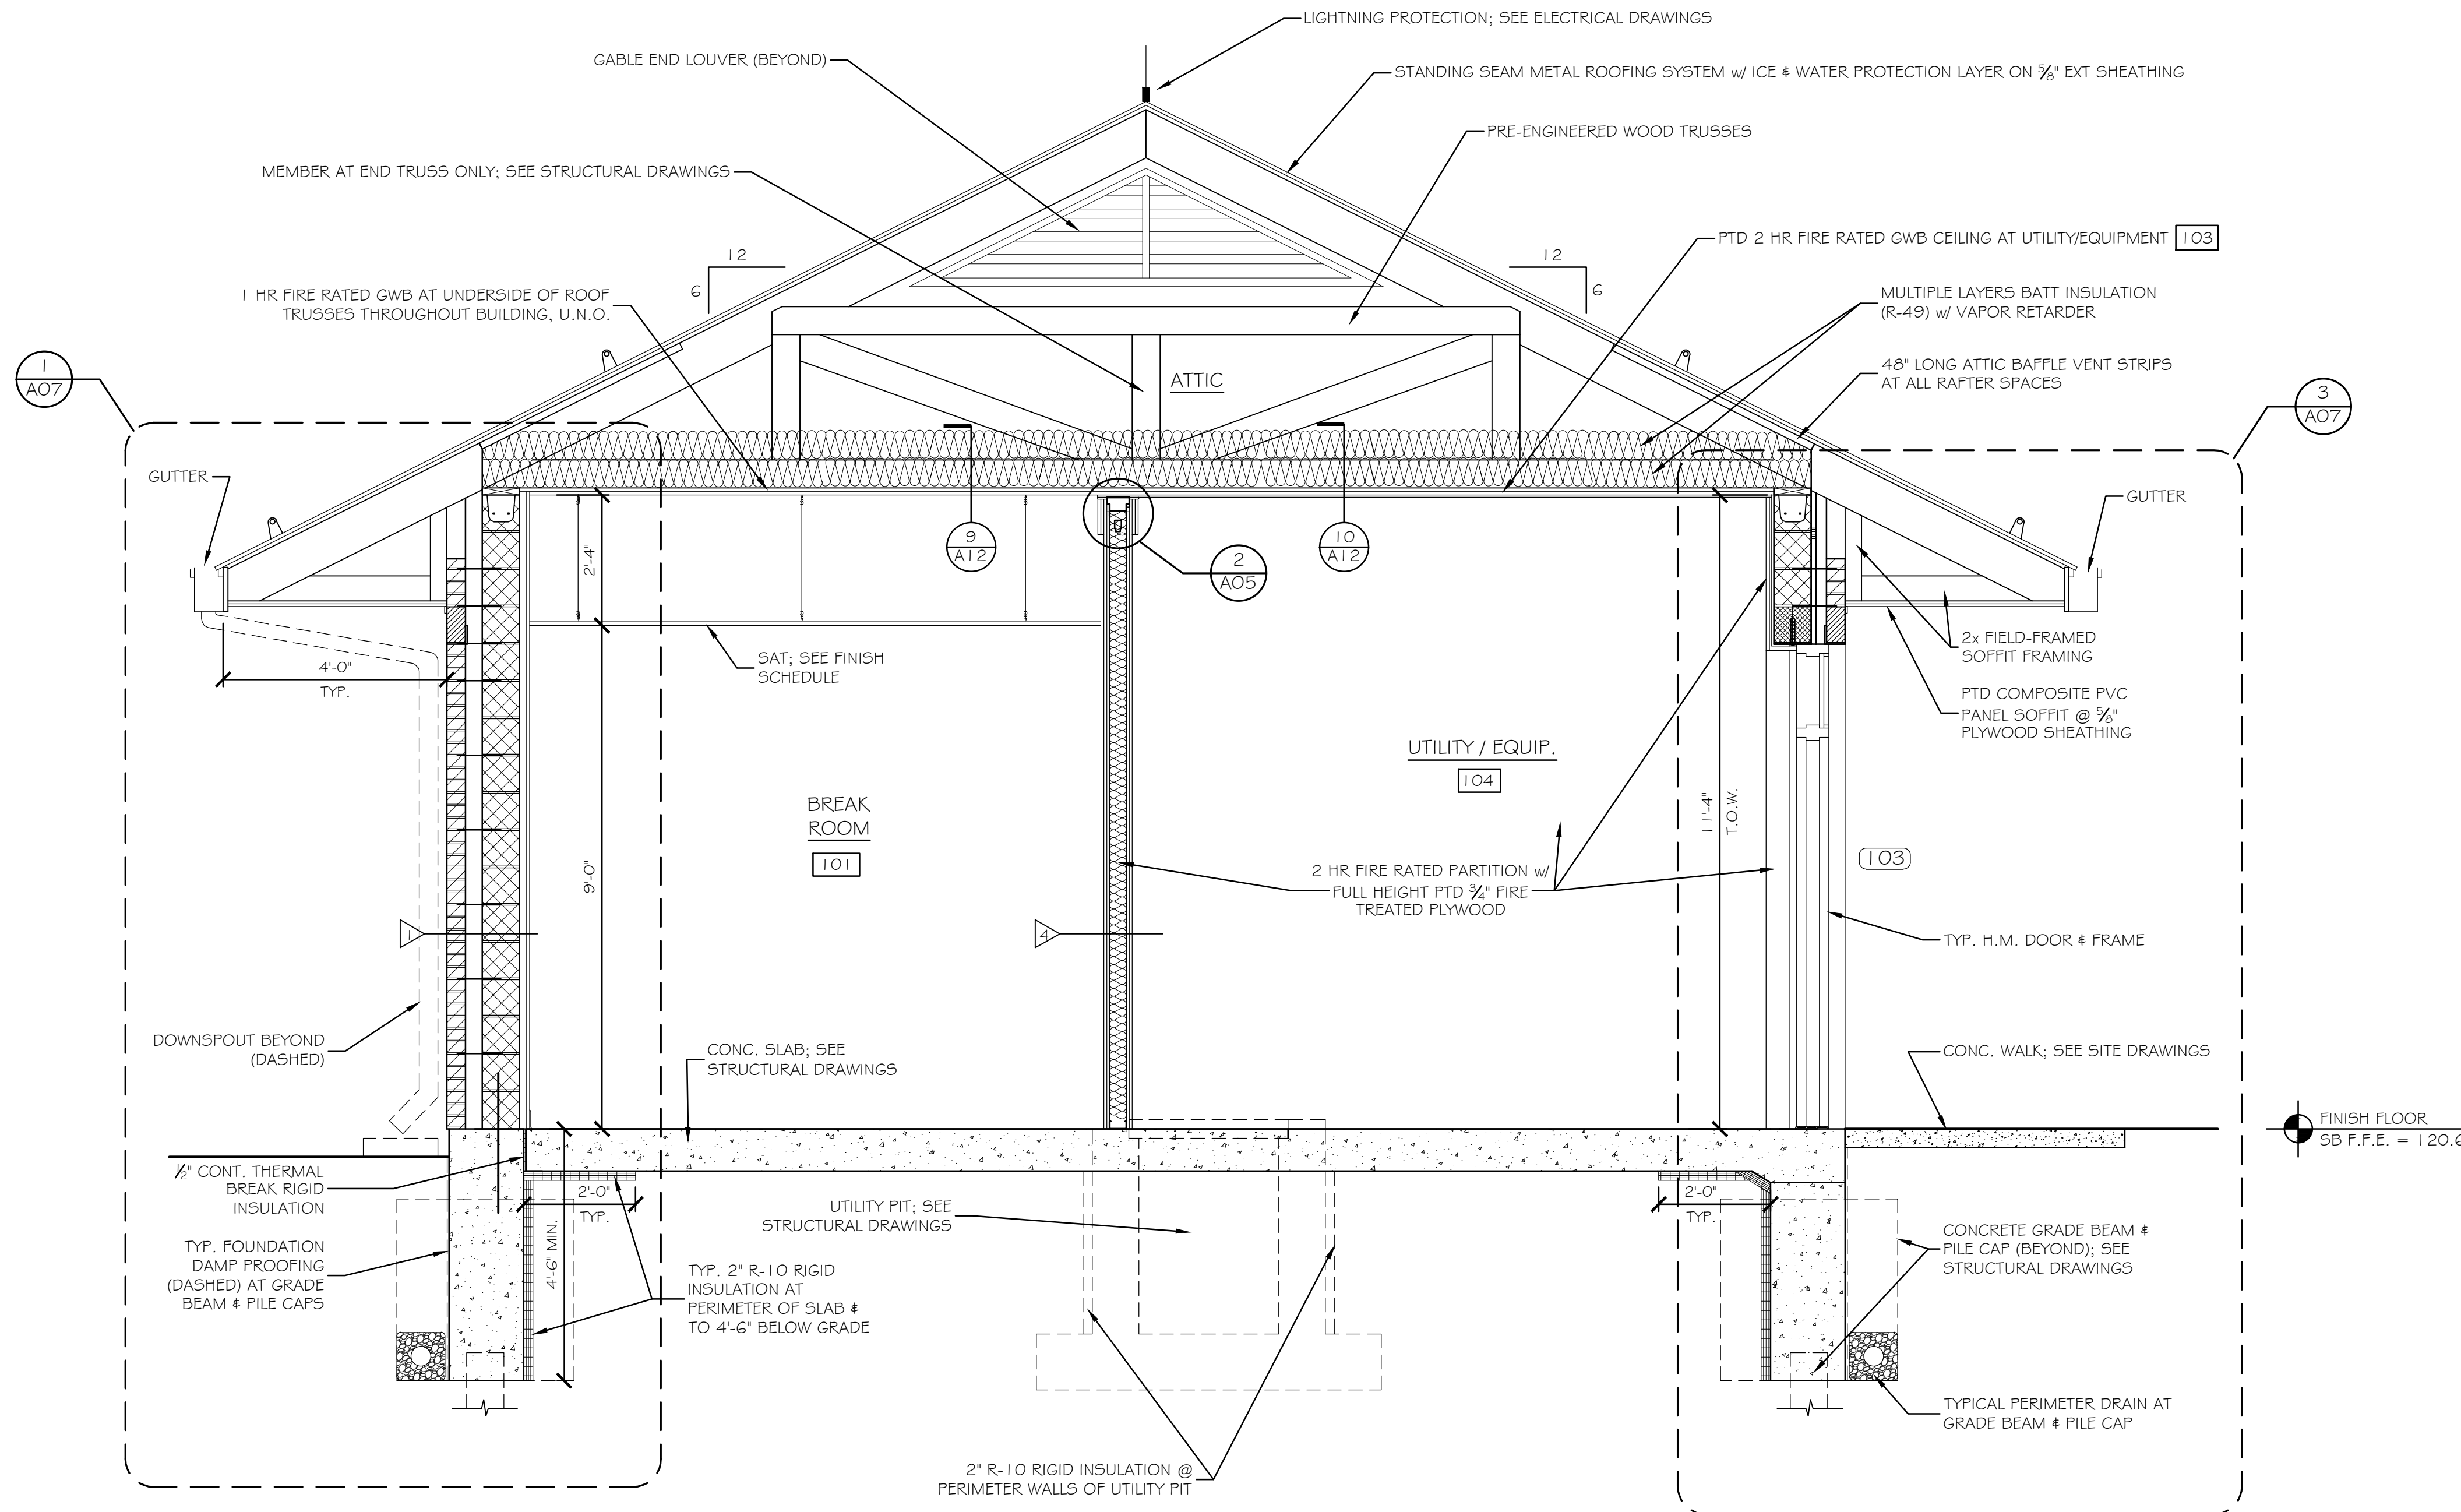 LIGHTNING PROTECTION; SEE ELECTRICAL DRAWINGS
GABLE END LOUVER (BEYOND)
STANDING SEAM METAL ROOFING SYSTEM w/ ICE & WATER PROTECTION LAYER ON 5/8" EXT SHEATHING
PRE-ENGINEERED WOOD TRUSSES
MEMBER AT END TRUSS ONLY; SEE STRUCTURAL DRAWINGS
PTD 2 HR FIRE RATED GWB CEILING AT UTILITY/EQUIPMENT 103
12
6
12
6
1 HR FIRE RATED GWB AT UNDERSIDE OF ROOF
TRUSSES THROUGHOUT BUILDING, U.N.O.
MULTIPLE LAYERS BATT INSULATION
(R-49) w/ VAPOR RETARDER
48" LONG ATTIC BAFFLE VENT STRIPS
AT ALL RAFTER SPACES
1
A07
ATTIC
3
A07
GUTTER
GUTTER
9
A12
2
A05
10
A12
2'-4"
4'-0"
TYP.
SAT; SEE FINISH
SCHEDULE
2x FIELD-FRAMED
SOFFIT FRAMING
PTD COMPOSITE PVC
PANEL SOFFIT @ 5/8"
PLYWOOD SHEATHING
UTILITY / EQUIP.
104
BREAK
ROOM
101
9'-0"
11'-4"
T.O.W.
103
2 HR FIRE RATED PARTITION w/
FULL HEIGHT PTD 3/4" FIRE
TREATED PLYWOOD
1
4
TYP. H.M. DOOR & FRAME
DOWNSPOUT BEYOND
(DASHED)
CONC. SLAB; SEE
STRUCTURAL DRAWINGS
CONC. WALK; SEE SITE DRAWINGS
FINISH FLOOR
SB F.F.E. = 120.6
1/2" CONT. THERMAL
BREAK RIGID
INSULATION
2'-0"
TYP.
4'-6" MIN.
UTILITY PIT; SEE
STRUCTURAL DRAWINGS
2'-0"
TYP.
TYP. FOUNDATION
DAMP PROOFING
(DASHED) AT GRADE
BEAM & PILE CAPS
TYP. 2" R-10 RIGID
INSULATION AT
PERIMETER OF SLAB &
TO 4'-6" BELOW GRADE
CONCRETE GRADE BEAM &
PILE CAP (BEYOND); SEE
STRUCTURAL DRAWINGS
TYPICAL PERIMETER DRAIN AT
GRADE BEAM & PILE CAP
2" R-10 RIGID INSULATION @
PERIMETER WALLS OF UTILITY PIT